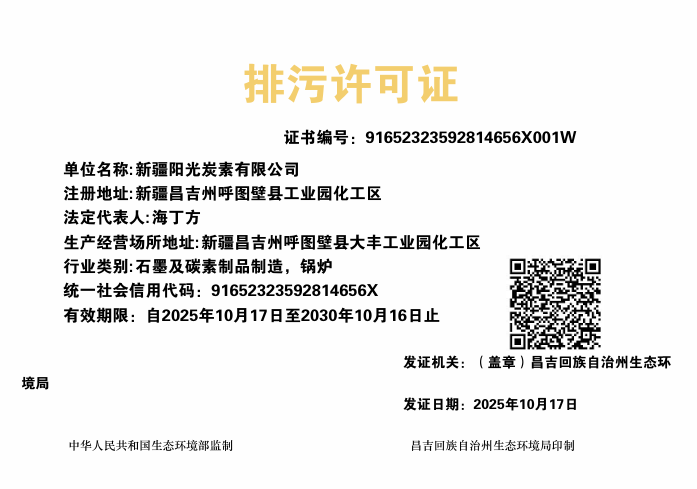 排污许可证
证书编号：91652323592814656X001W
单位名称:新疆阳光炭素有限公司
注册地址:新疆昌吉州呼图壁县工业园化工区
法定代表人:海丁方
生产经营场所地址:新疆昌吉州呼图壁县大丰工业园化工区
行业类别:石墨及碳素制品制造，锅炉
统一社会信用代码：91652323592814656X
有效期限：自2025年10月17日至2030年10月16日止
发证机关：（盖章）昌吉回族自治州生态环
境局
发证日期：2025年10月17日
中华人民共和国生态环境部监制
昌吉回族自治州生态环境局印制